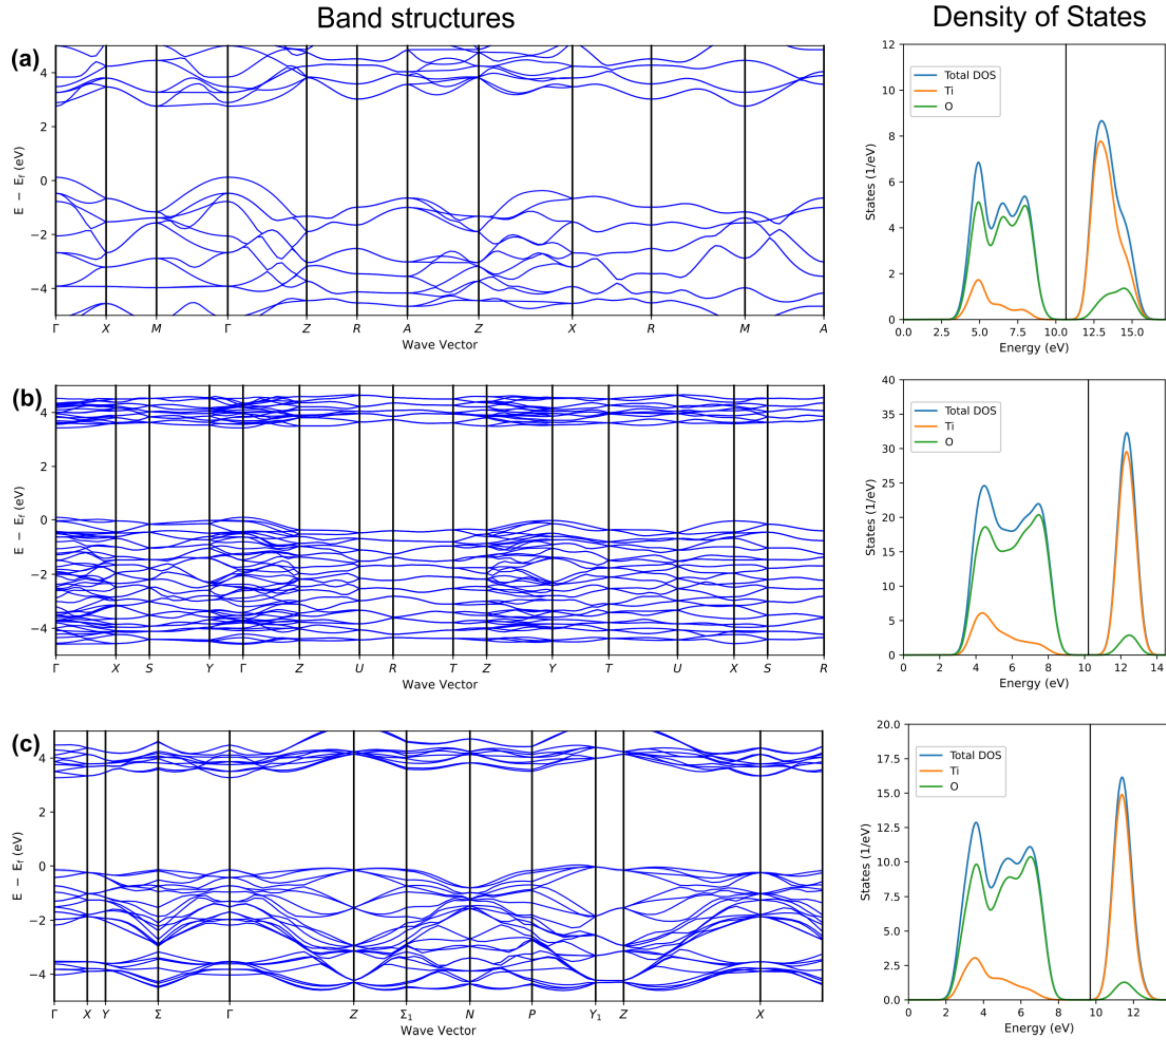 Band structures
Density of States
(a)
E − Ef (eV)
4
2
0
−2
−4
Γ X M Γ Z R A Z X R M A
Wave Vector
States (1/eV)
12
10
8
6
4
2
0
Total DOS
Ti
O
0.0 2.5 5.0 7.5 10.0 12.5 15.0
Energy (eV)
(b)
E − Ef (eV)
4
2
0
−2
−4
Γ X S Y Γ Z U R T Z Y T U X S R
Wave Vector
States (1/eV)
40
35
30
25
20
15
10
5
0
Total DOS
Ti
O
0 2 4 6 8 10 12 14
Energy (eV)
(c)
E − Ef (eV)
4
2
0
−2
−4
Γ X Y Σ Γ Z Σ1 N P Y1 Z X
Wave Vector
States (1/eV)
20.0
17.5
15.0
12.5
10.0
7.5
5.0
2.5
0.0
Total DOS
Ti
O
0 2 4 6 8 10 12
Energy (eV)